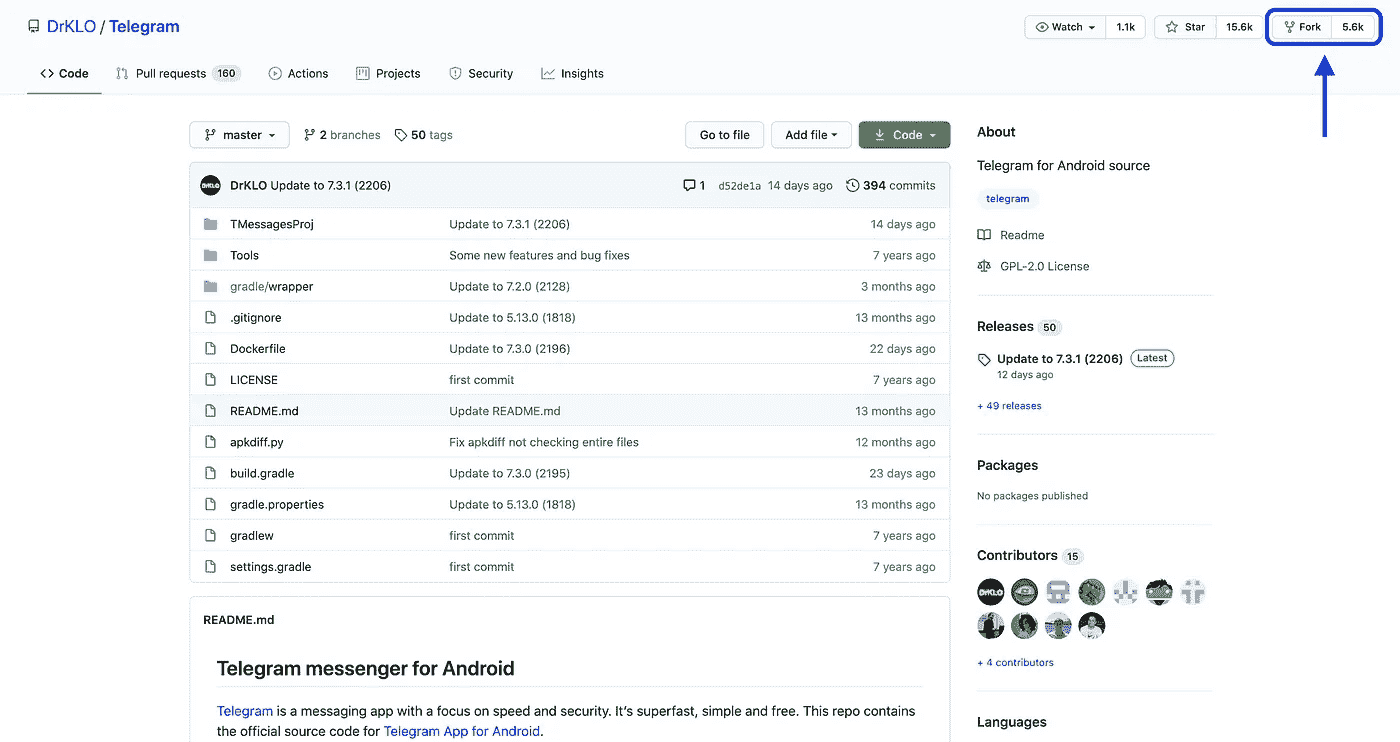 DrKLO / Telegram
Watch 1.1k Star 15.6k Fork 5.6k
Code Pull requests 160 Actions Projects Security Insights
master 2 branches 50 tags Go to file Add file Code
DrKLO Update to 7.3.1 (2206) 1 d52de1a 14 days ago 394 commits
TMessagesProj Update to 7.3.1 (2206) 14 days ago
Tools Some new features and bug fixes 7 years ago
gradle/wrapper Update to 7.2.0 (2128) 3 months ago
.gitignore Update to 5.13.0 (1818) 13 months ago
Dockerfile Update to 7.3.0 (2196) 22 days ago
LICENSE first commit 7 years ago
README.md Update README.md 13 months ago
apkdiff.py Fix apkdiff not checking entire files 12 months ago
build.gradle Update to 7.3.0 (2195) 23 days ago
gradle.properties Update to 5.13.0 (1818) 13 months ago
gradlew first commit 7 years ago
settings.gradle first commit 7 years ago
README.md
Telegram messenger for Android
Telegram is a messaging app with a focus on speed and security. It’s superfast, simple and free. This repo contains
the official source code for Telegram App for Android.
About
Telegram for Android source
telegram
Readme
GPL-2.0 License
Releases 50
Update to 7.3.1 (2206) Latest
12 days ago
+ 49 releases
Packages
No packages published
Contributors 15
DrKLO
+ 4 contributors
Languages